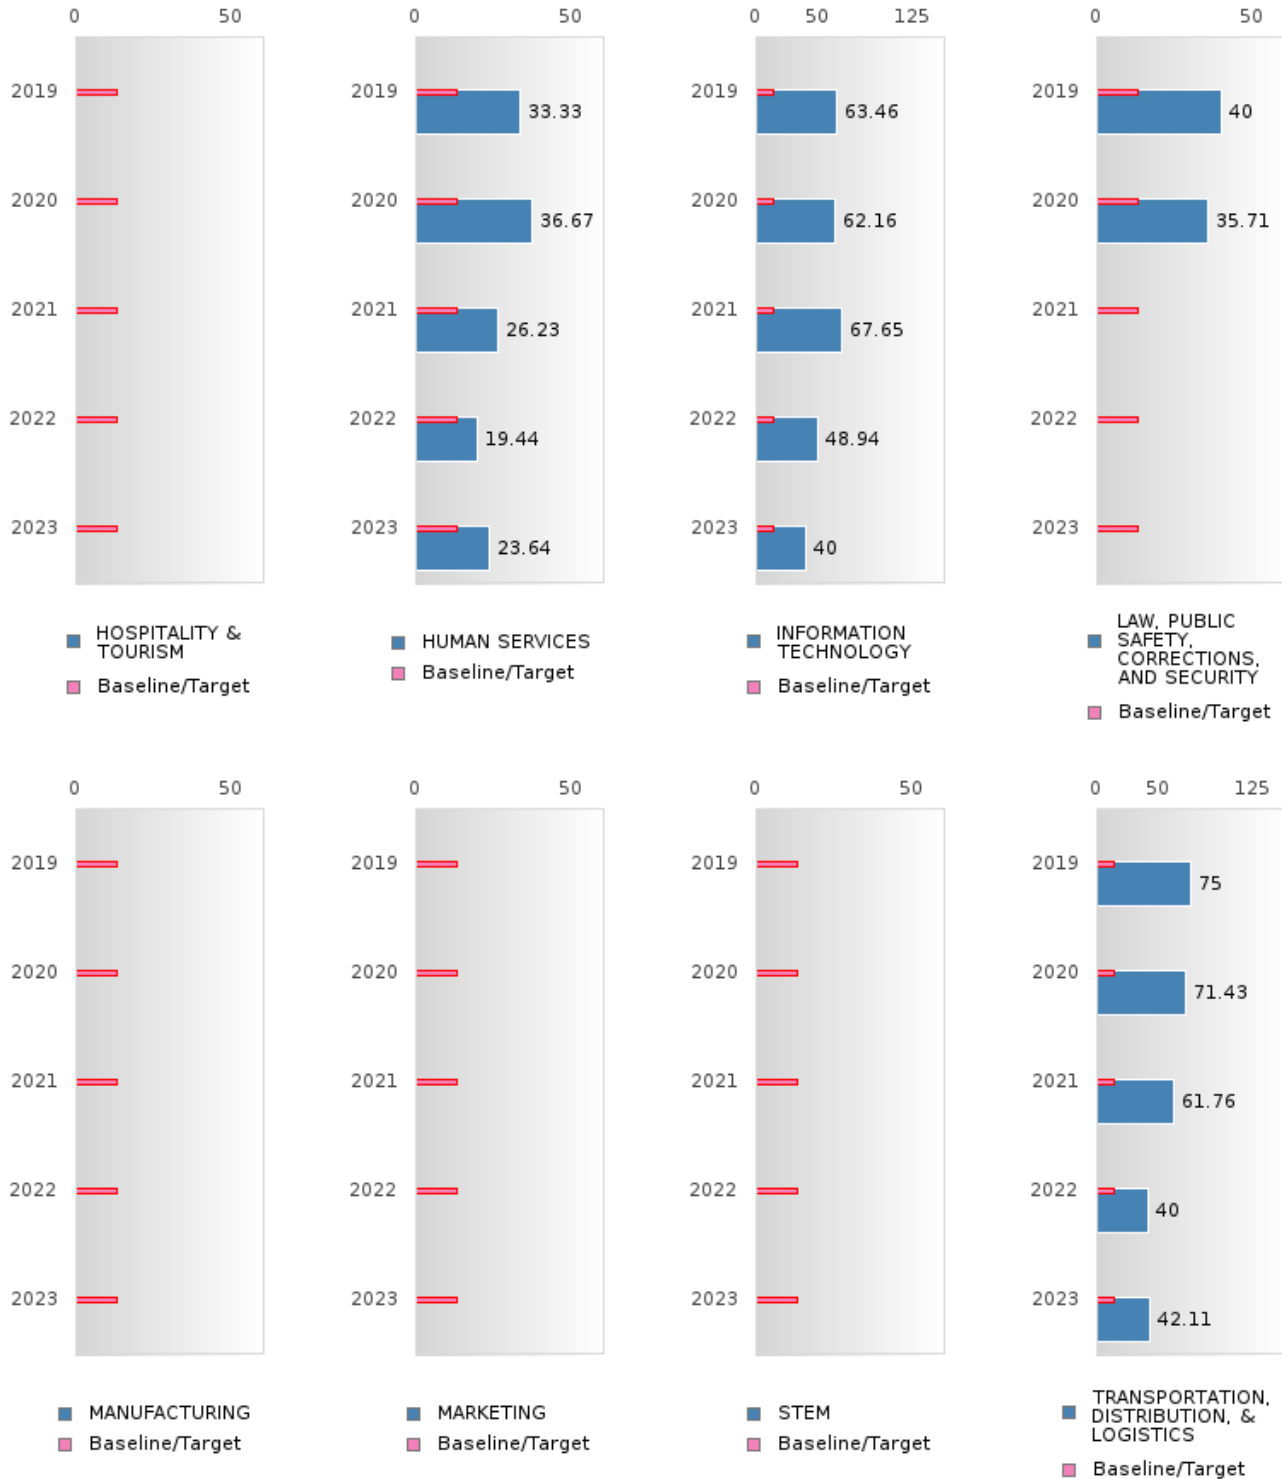 0 50 0 50 0 50 125 0 50
2019 2019 33.33 2019 63.46 2019 40
2020 2020 36.67 2020 62.16 2020 35.71
2021 2021 26.23 2021 67.65 2021
2022 2022 19.44 2022 48.94 2022
2023 2023 23.64 2023 40 2023
HOSPITALITY &
TOURISM
Baseline/Target
HUMAN SERVICES
Baseline/Target
INFORMATION
TECHNOLOGY
Baseline/Target
LAW, PUBLIC
SAFETY,
CORRECTIONS,
AND SECURITY
Baseline/Target
0 50 0 50 0 50 0 50 125
2019 2019 2019 2019 75
2020 2020 2020 2020 71.43
2021 2021 2021 2021 61.76
2022 2022 2022 2022 40
2023 2023 2023 2023 42.11
MANUFACTURING
Baseline/Target
MARKETING
Baseline/Target
STEM
Baseline/Target
TRANSPORTATION,
DISTRIBUTION, &
LOGISTICS
Baseline/Target